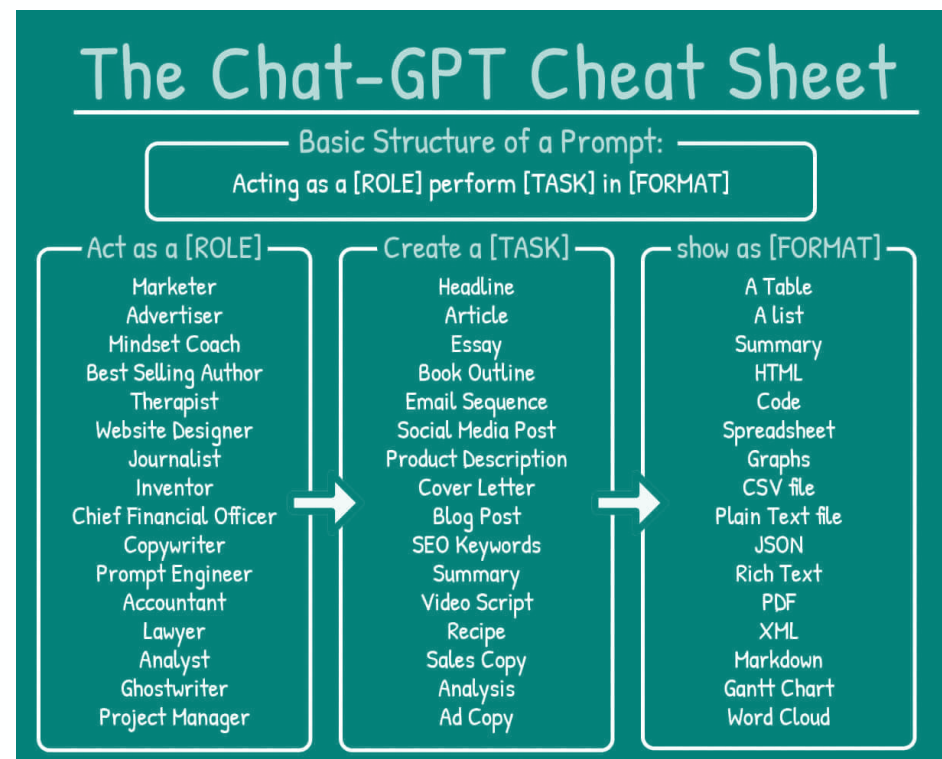 The Chat-GPT Cheat Sheet
Basic Structure of a Prompt:
Acting as a [ROLE] perform [TASK] in [FORMAT]
Act as a [ROLE]
Marketer
Advertiser
Mindset Coach
Best Selling Author
Therapist
Website Designer
Journalist
Inventor
Chief Financial Officer
Copywriter
Prompt Engineer
Accountant
Lawyer
Analyst
Ghostwriter
Project Manager
Create a [TASK]
Headline
Article
Essay
Book Outline
Email Sequence
Social Media Post
Product Description
Cover Letter
Blog Post
SEO Keywords
Summary
Video Script
Recipe
Sales Copy
Analysis
Ad Copy
show as [FORMAT]
A Table
A list
Summary
HTML
Code
Spreadsheet
Graphs
CSV file
Plain Text file
JSON
Rich Text
PDF
XML
Markdown
Gantt Chart
Word Cloud